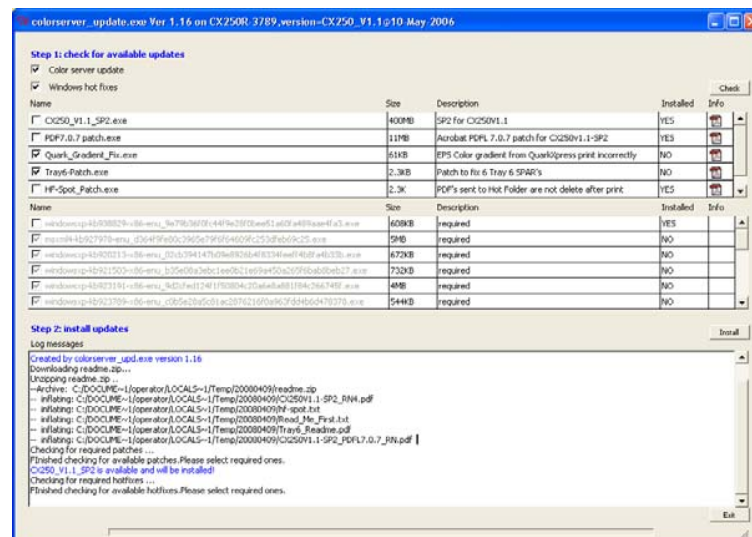 colorserver_update.exe Ver 1.16 on CX250R-3789,version=CX250_V1.1@10-May-2006
Step 1: check for available updates
Color server update
Windows hot fixes
Check
Name Size Description Installed Info
CX250_V1.1_SP2.exe 400MB SP2 for CX250V1.1 YES
PDF7.0.7 patch.exe 11MB Acrobat PDFL 7.0.7 patch for CX250v1.1-SP2 YES
Quark_Gradient_Fix.exe 61KB EPS Color gradient from QuarkXpress print incorrectly NO
Tray6-Patch.exe 2.3KB Patch to fix 6 Tray 6 SPAR's NO
HF-Spot_Patch.exe 2.3K PDF's sent to Hot Folder are not delete after print YES
Name Size Description Installed Info
608KB required YES
5MB required NO
672KB required NO
732KB required NO
4MB required NO
544KB required NO
Step 2: install updates
Install
Log messages
Created by colorserver_upd.exe version 1.16
Downloading readme.zip...
Unzipping readme.zip ..
--Archive: C:/DOCUME~1/operator/LOCALS~1/Temp/20080409/readme.zip
-- inflating: C:/DOCUME~1/operator/LOCALS~1/Temp/20080409/CX250V1.1-SP2_RN4.pdf
-- inflating: C:/DOCUME~1/operator/LOCALS~1/Temp/20080409/hf-spot.txt
-- inflating: C:/DOCUME~1/operator/LOCALS~1/Temp/20080409/Read_Me_First.txt
-- inflating: C:/DOCUME~1/operator/LOCALS~1/Temp/20080409/Tray6_Readme.pdf
-- inflating: C:/DOCUME~1/operator/LOCALS~1/Temp/20080409/CX250V1.1-SP2_PDFL7.0.7_RN.pdf
Checking for required patches ...
FInished checking for available patches.Please select required ones.
CX250_V1.1_SP2 is available and will be installed!
Checking for required hotfixes ...
FInished checking for available hotfixes.Please select required ones.
Exit